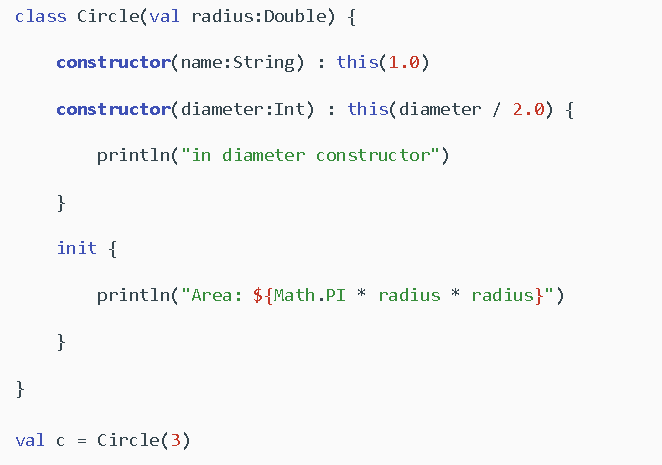 class Circle(val radius:Double) {
    constructor(name:String) : this(1.0)
    constructor(diameter:Int) : this(diameter / 2.0) {
        println("in diameter constructor")
    }
    init {
        println("Area: ${Math.PI * radius * radius}")
    }
}
val c = Circle(3)